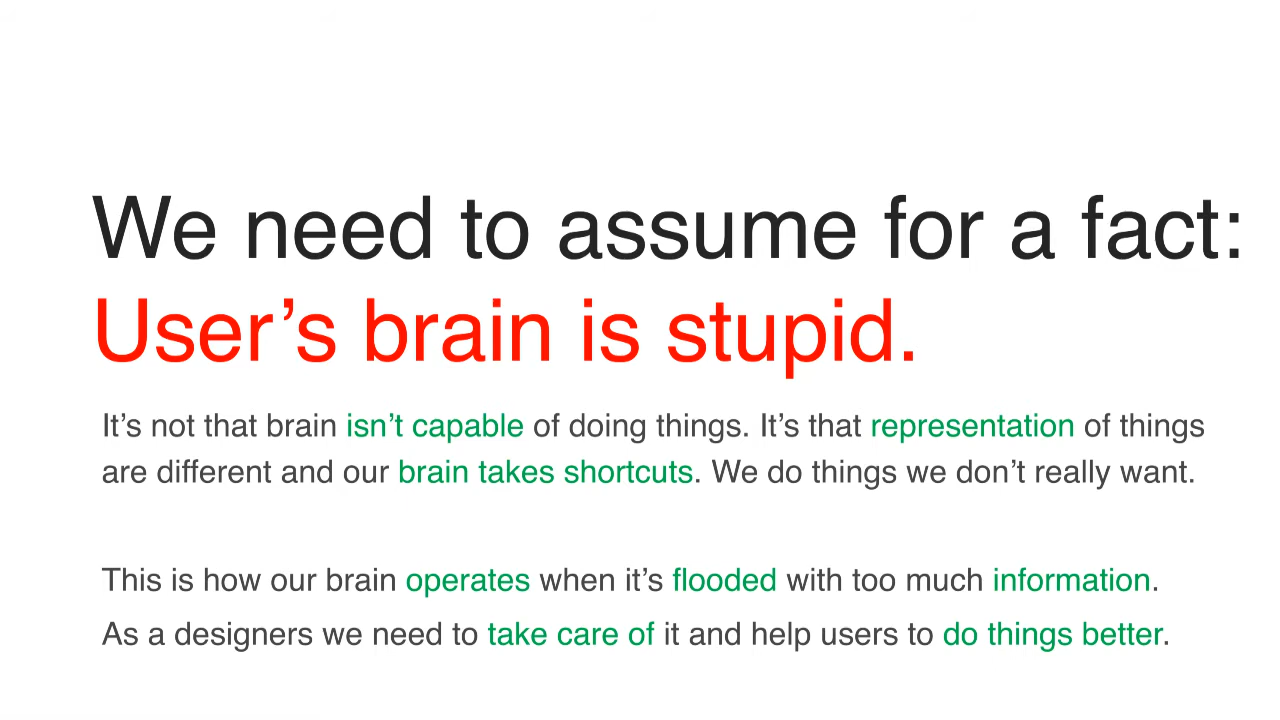 We need to assume for a fact:
User’s brain is stupid.
It’s not that brain isn’t capable of doing things. It’s that representation of things
are different and our brain takes shortcuts. We do things we don’t really want.
This is how our brain operates when it’s flooded with too much information.
As a designers we need to take care of it and help users to do things better.